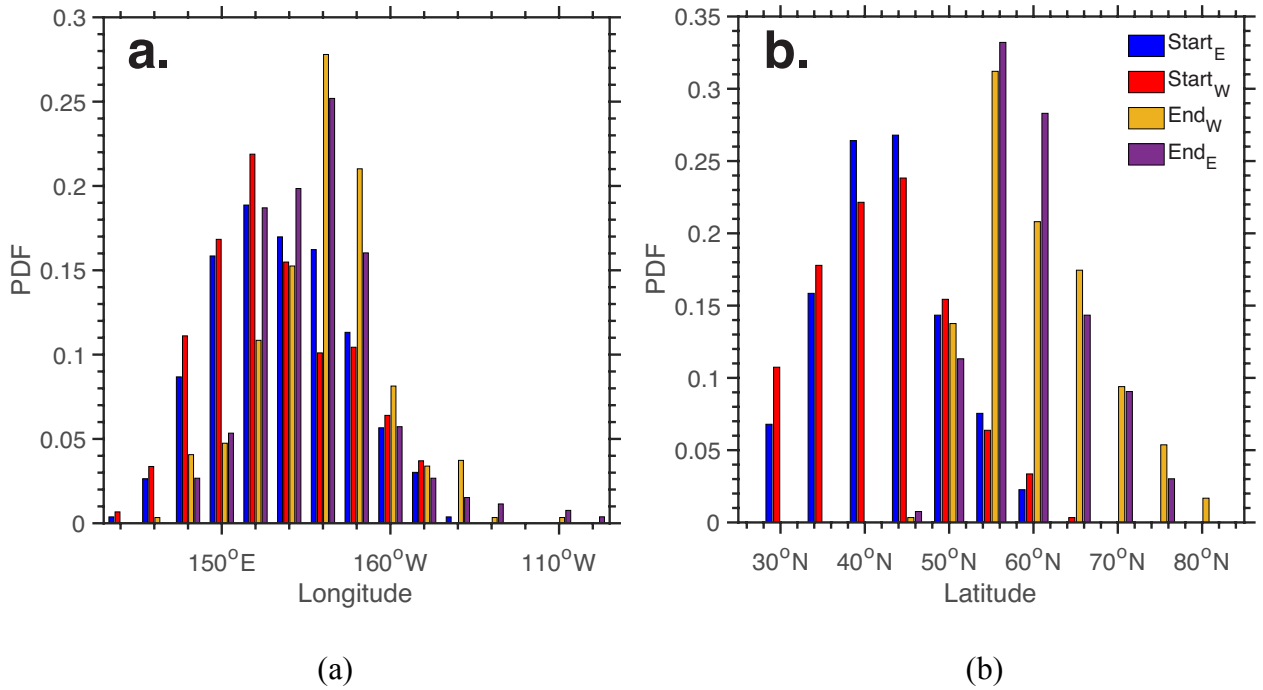 a.
0.3
0.25
0.2
0.15
0.1
0.05
0
PDF
150°E 160°W 110°W
Longitude
(a)
b.
0.35
0.3
0.25
0.2
0.15
0.1
0.05
0
PDF
Start_E
Start_W
End_W
End_E
30°N 40°N 50°N 60°N 70°N 80°N
Latitude
(b)